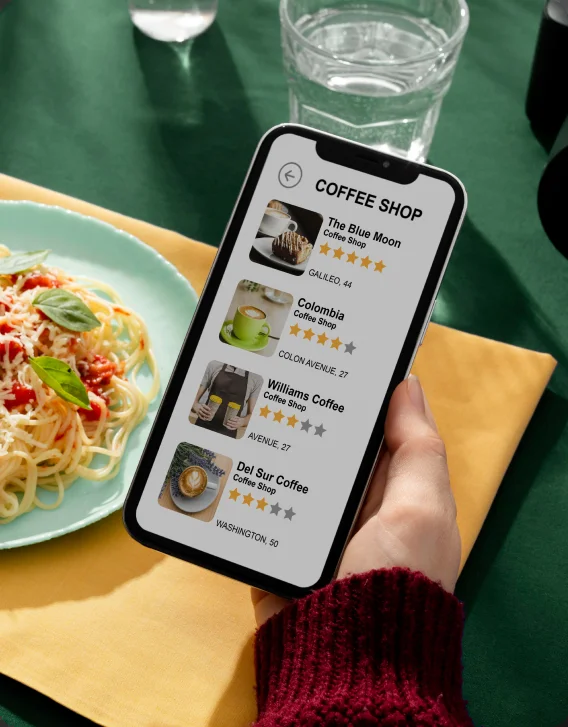 COFFEE SHOP
The Blue Moon
Coffee Shop
GALILEO, 44
Colombia
Coffee Shop
COLON AVENUE, 27
Williams Coffee
Coffee Shop
AVENUE, 27
Del Sur Coffee
Coffee Shop
WASHINGTON, 50